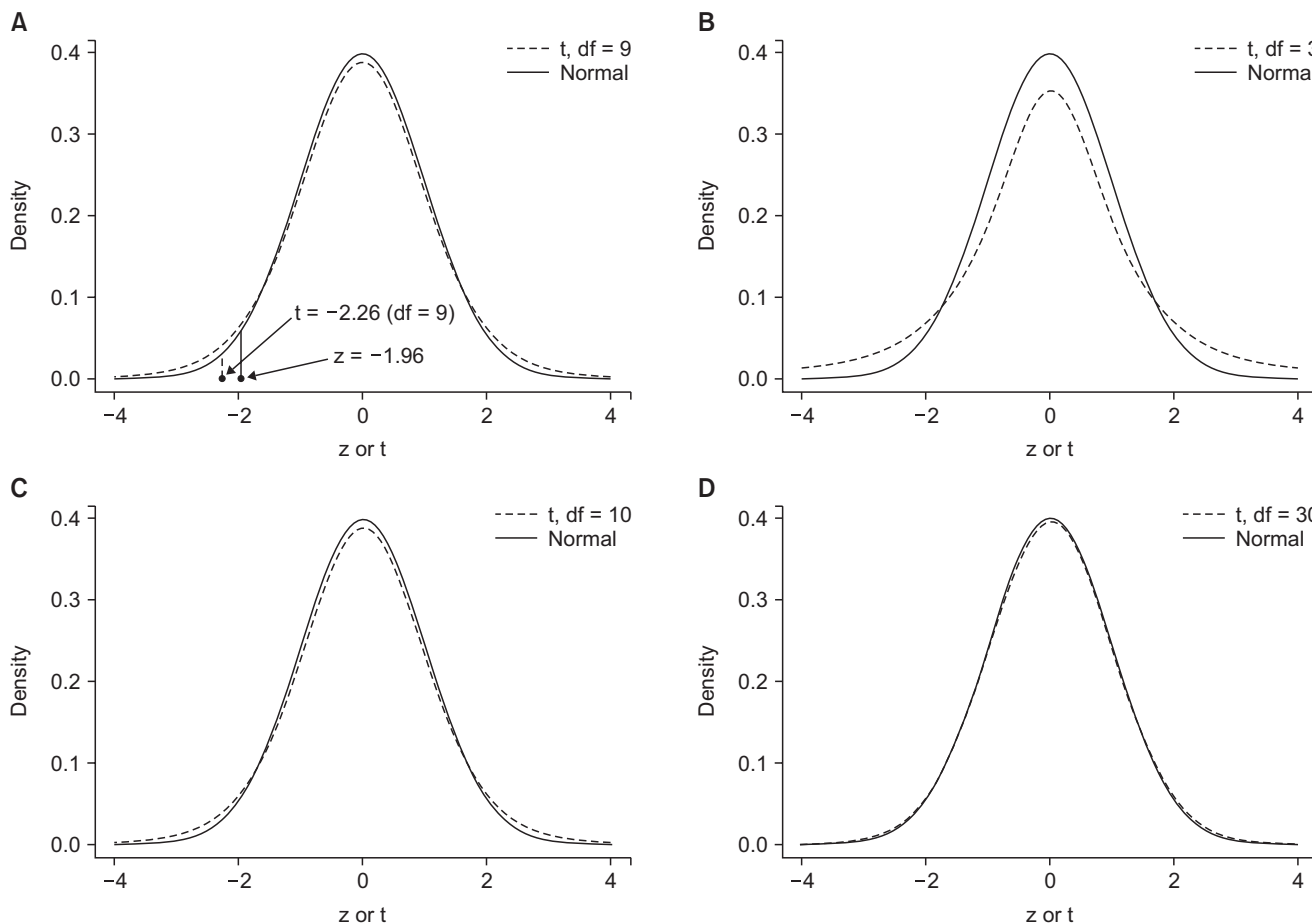 A
t, df = 9
Normal
0.4
0.3
0.2
0.1
0.0
Density
t = −2.26 (df = 9)
z = −1.96
−4 −2 0 2 4
z or t
B
t, df = 3
Norma
0.4
0.3
0.2
0.1
0.0
Density
−4 −2 0 2 4
z or t
C
t, df = 10
Normal
0.4
0.3
0.2
0.1
0.0
Density
−4 −2 0 2 4
z or t
D
t, df = 30
Normal
0.4
0.3
0.2
0.1
0.0
Density
−4 −2 0 2 4
z or t